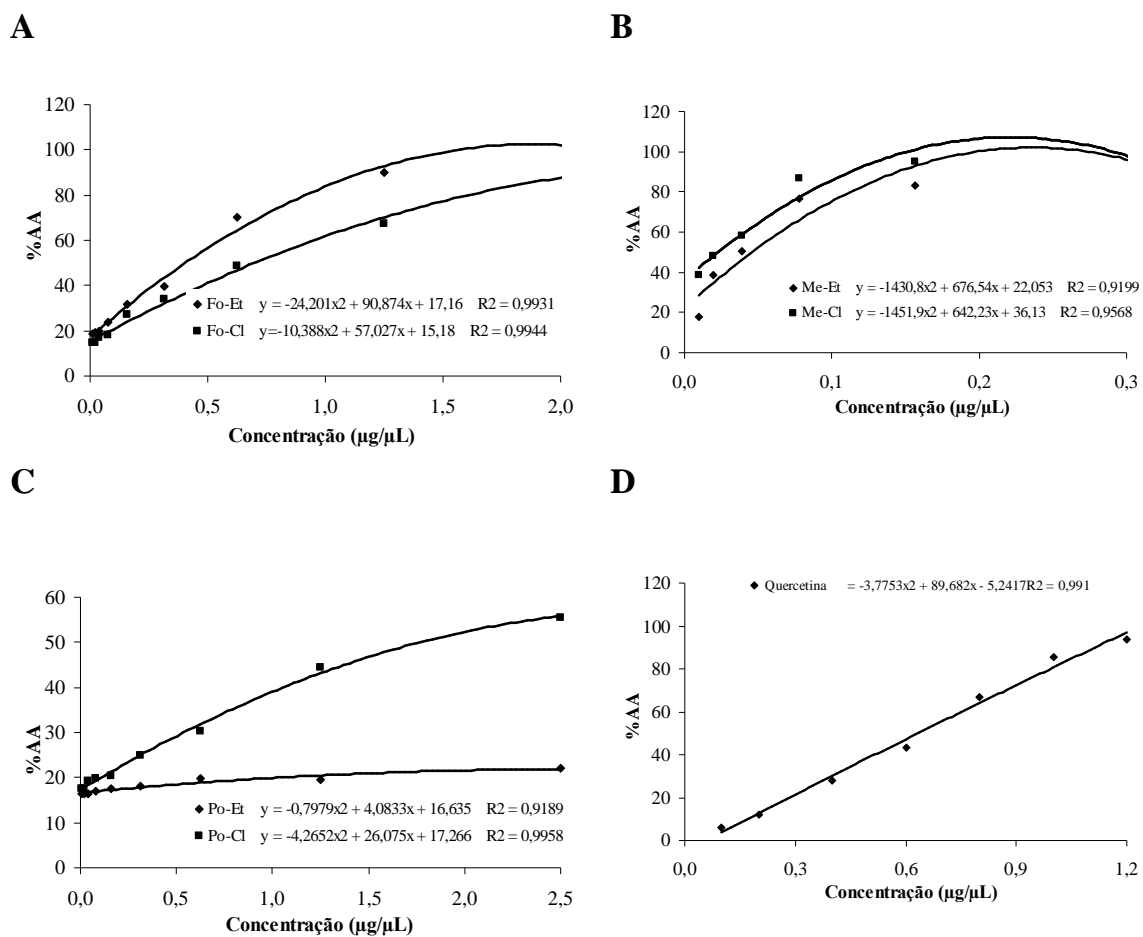 A
120
100
80
60
40
20
0
%AA
Fo-Et y = -24,201x2 + 90,874x + 17,16 R2 = 0,9931
Fo-Cl y =-10,388x2 + 57,027x + 15,18 R2 = 0,9944
0,0 0,5 1,0 1,5 2,0
Concentração (µg/µL)
B
120
100
80
60
40
20
0
%AA
Me-Et y = -1430,8x2 + 676,54x + 22,053 R2 = 0,9199
Me-Cl y = -1451,9x2 + 642,23x + 36,13 R2 = 0,9568
0,0 0,1 0,2 0,3
Concentração (µg/µL)
C
60
50
40
30
20
10
0
%AA
Po-Et y = -0,7979x2 + 4,0833x + 16,635 R2 = 0,9189
Po-Cl y = -4,2652x2 + 26,075x + 17,266 R2 = 0,9958
0,0 0,5 1,0 1,5 2,0 2,5
Concentração (µg/µL)
D
120
100
80
60
40
20
0
%AA
Quercetina = -3,7753x2 + 89,682x - 5,2417R2 = 0,991
0,0 0,3 0,6 0,9 1,2
Concentração (µg/µL)